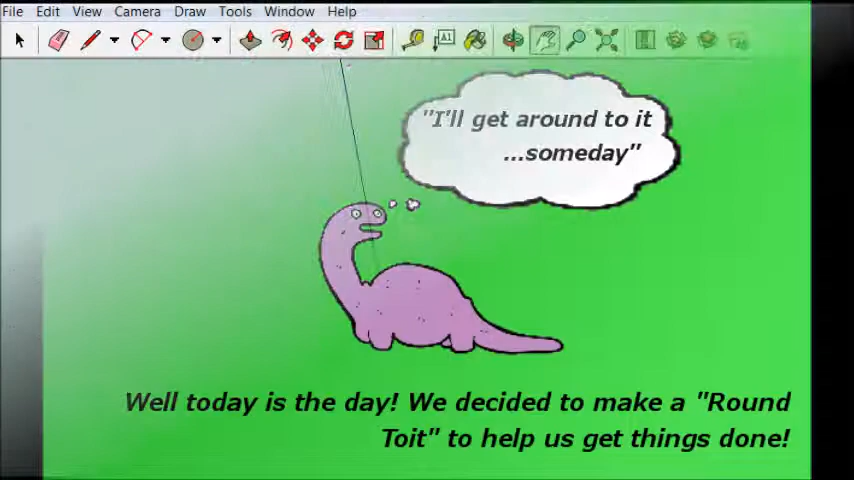 File Edit View Camera Draw Tools Window Help
A1
"I'll get around to it
...someday"
Well today is the day! We decided to make a "Round
Toit" to help us get things done!